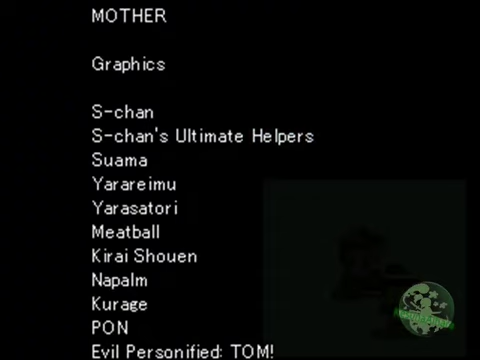 MOTHER
Graphics
S-chan
S-chan's Ultimate Helpers
Suama
Yarareimu
Yarasatori
Meatball
Kirai Shouen
Napalm
Kurage
PON
Evil Personified: TOM!